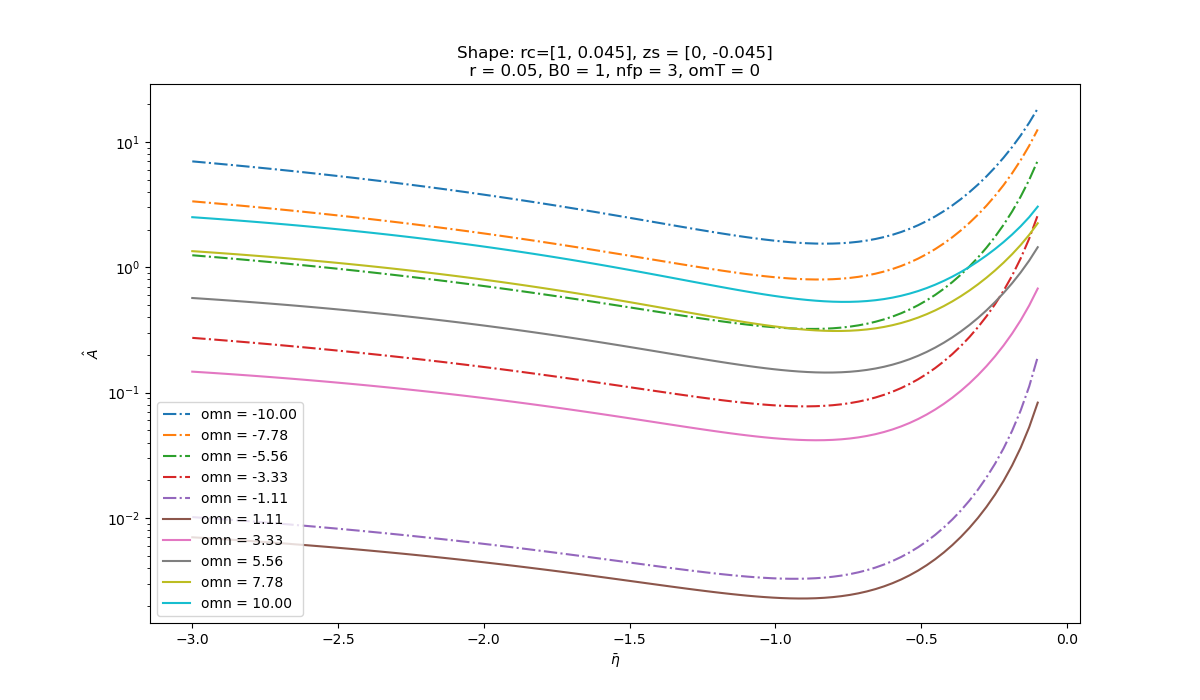 Shape: rc=[1, 0.045], zs = [0, -0.045]
r = 0.05, B0 = 1, nfp = 3, omT = 0
10¹
10⁰
10⁻¹
10⁻²
Â
omn = -10.00
omn = -7.78
omn = -5.56
omn = -3.33
omn = -1.11
omn = 1.11
omn = 3.33
omn = 5.56
omn = 7.78
omn = 10.00
−3.0 −2.5 −2.0 −1.5 −1.0 −0.5 0.0
η̄